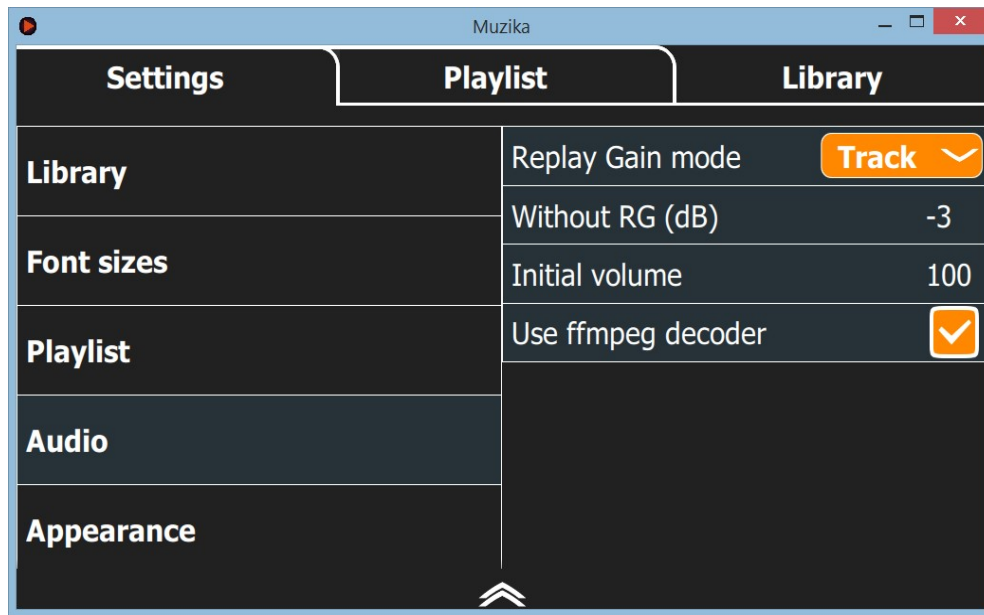 Muzika
Settings Playlist Library
Library
Font sizes
Playlist
Audio
Appearance
Replay Gain mode Track
Without RG (dB) -3
Initial volume 100
Use ffmpeg decoder